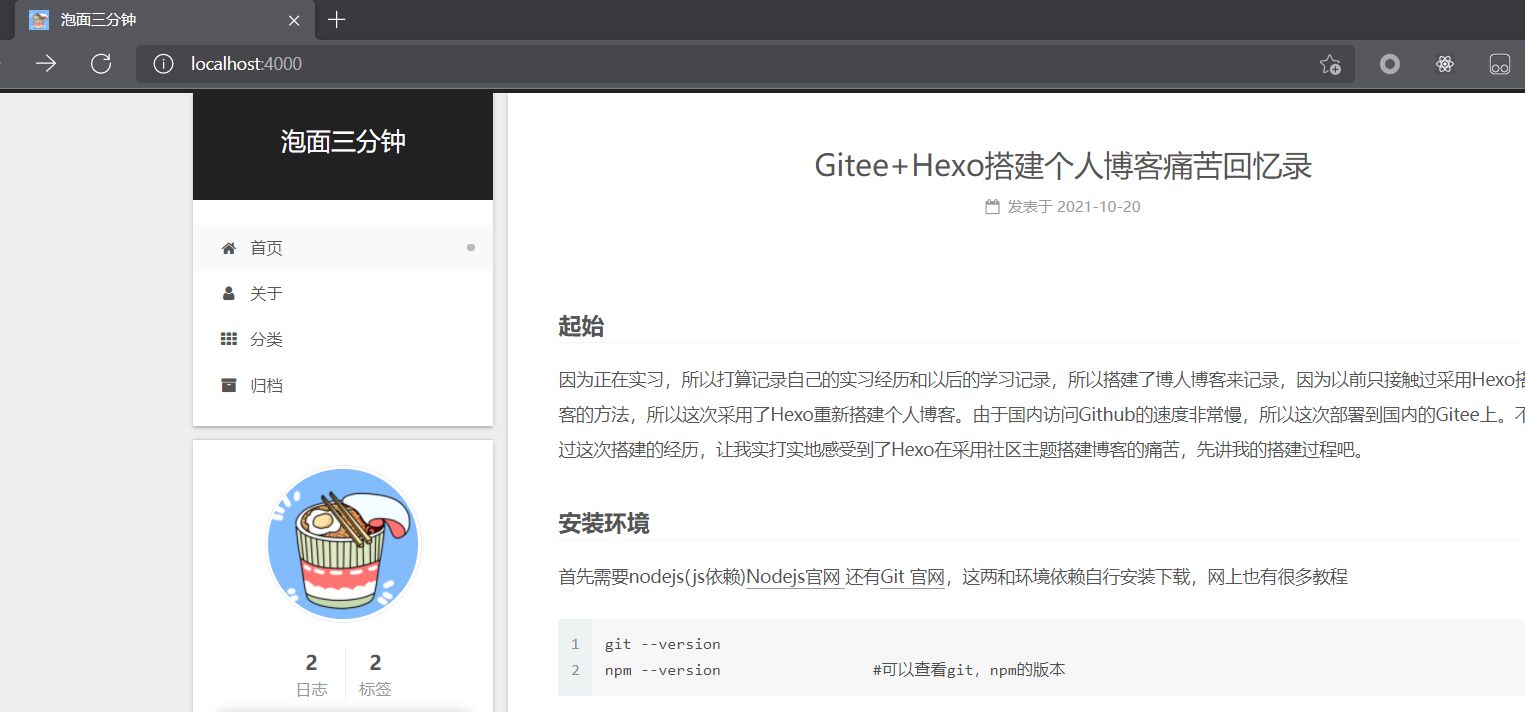 泡面三分钟
localhost:4000
泡面三分钟
首页
关于
分类
归档
2
日志
2
标签
Gitee+Hexo搭建个人博客痛苦回忆录
发表于 2021-10-20
起始
因为正在实习，所以打算记录自己的实习经历和以后的学习记录，所以搭建了博人博客来记录，因为以前只接触过采用Hexo搭
客的方法，所以这次采用了Hexo重新搭建个人博客。由于国内访问Github的速度非常慢，所以这次部署到国内的Gitee上。不
过这次搭建的经历，让我实打实地感受到了Hexo在采用社区主题搭建博客的痛苦，先讲我的搭建过程吧。
安装环境
首先需要nodejs(js依赖)Nodejs官网 还有Git 官网，这两和环境依赖自行安装下载，网上也有很多教程
1 git --version
2 npm --version #可以查看git，npm的版本